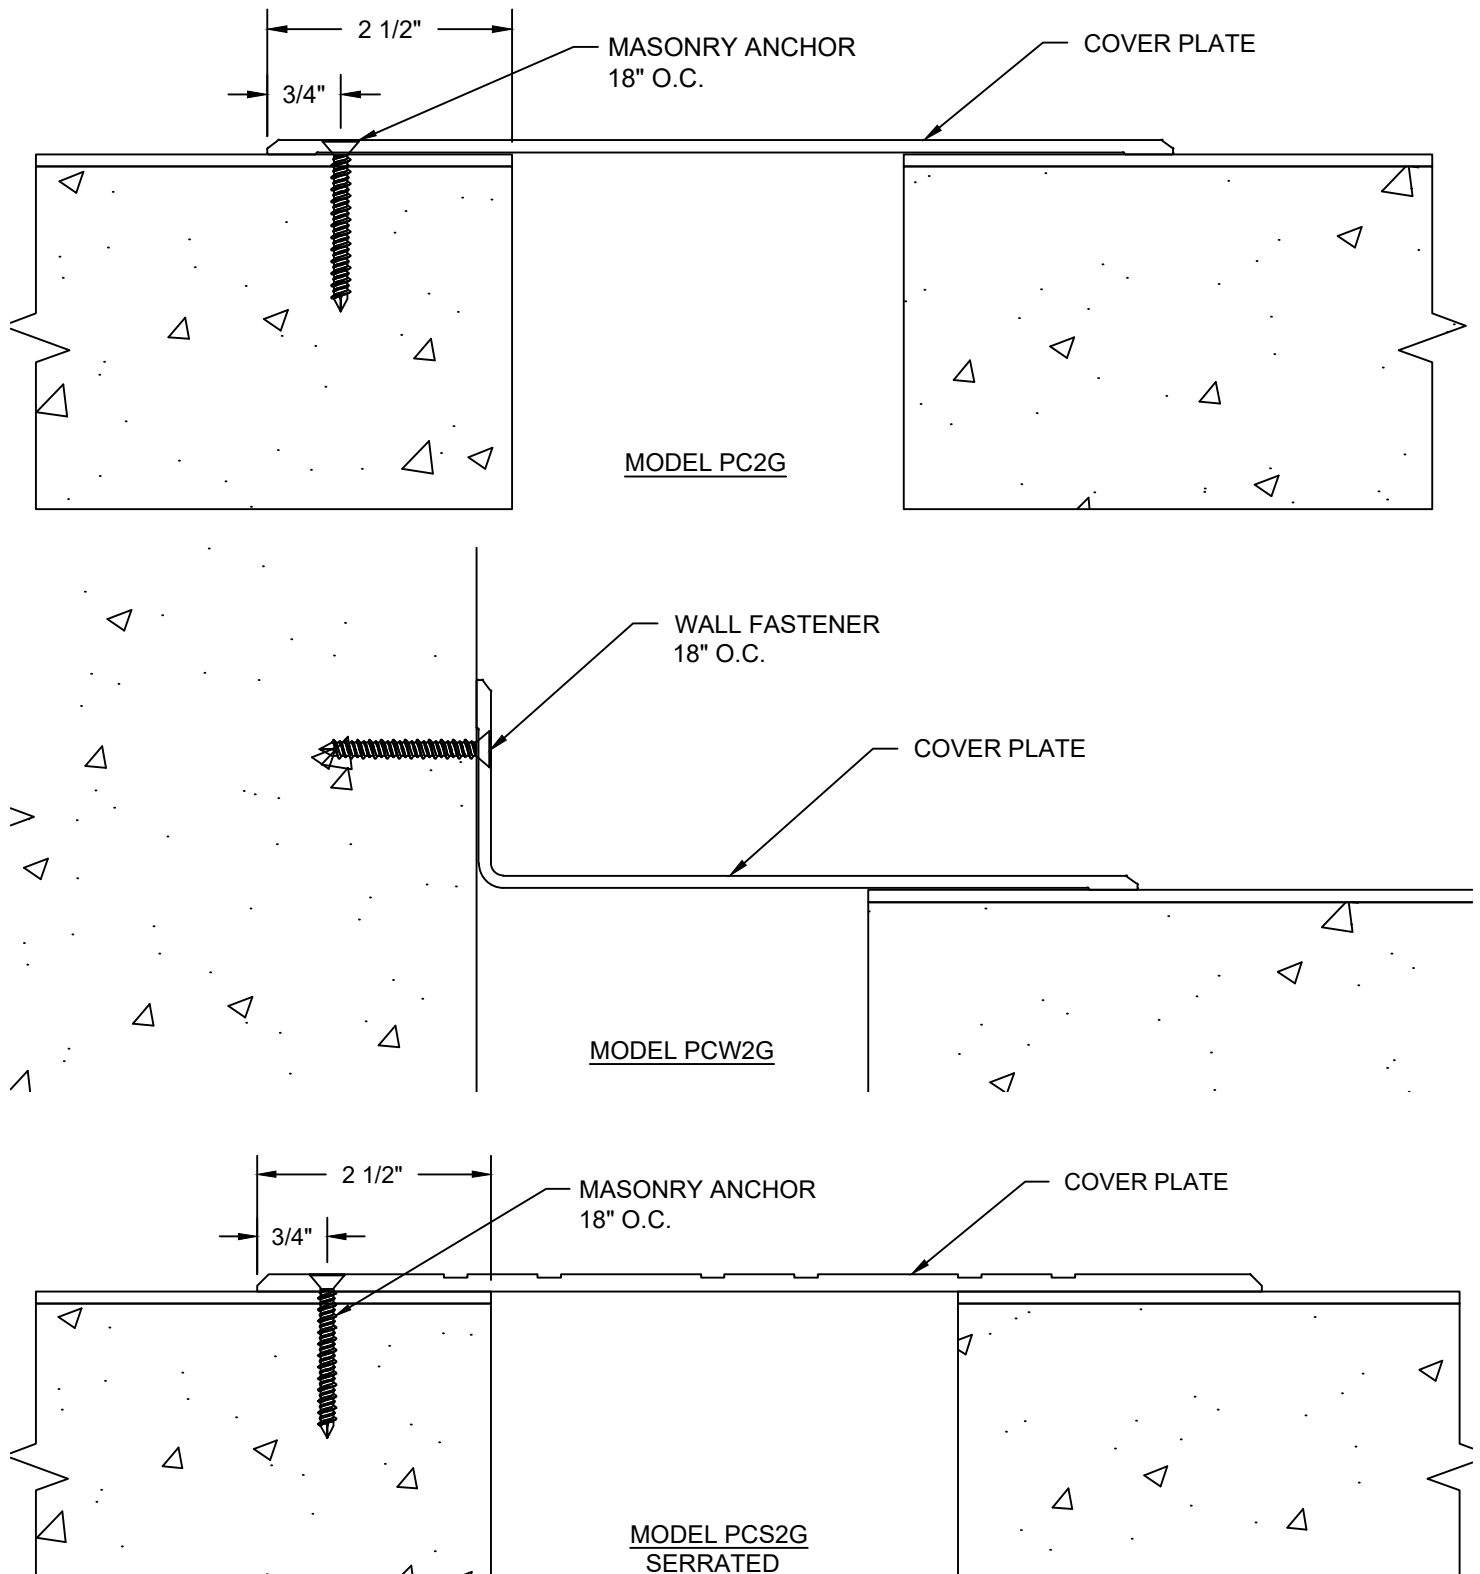 2 1/2"
MASONRY ANCHOR
18" O.C.
COVER PLATE
3/4"
MODEL PC2G
WALL FASTENER
18" O.C.
COVER PLATE
MODEL PCW2G
2 1/2"
MASONRY ANCHOR
18" O.C.
COVER PLATE
3/4"
MODEL PCS2G
SERRATED